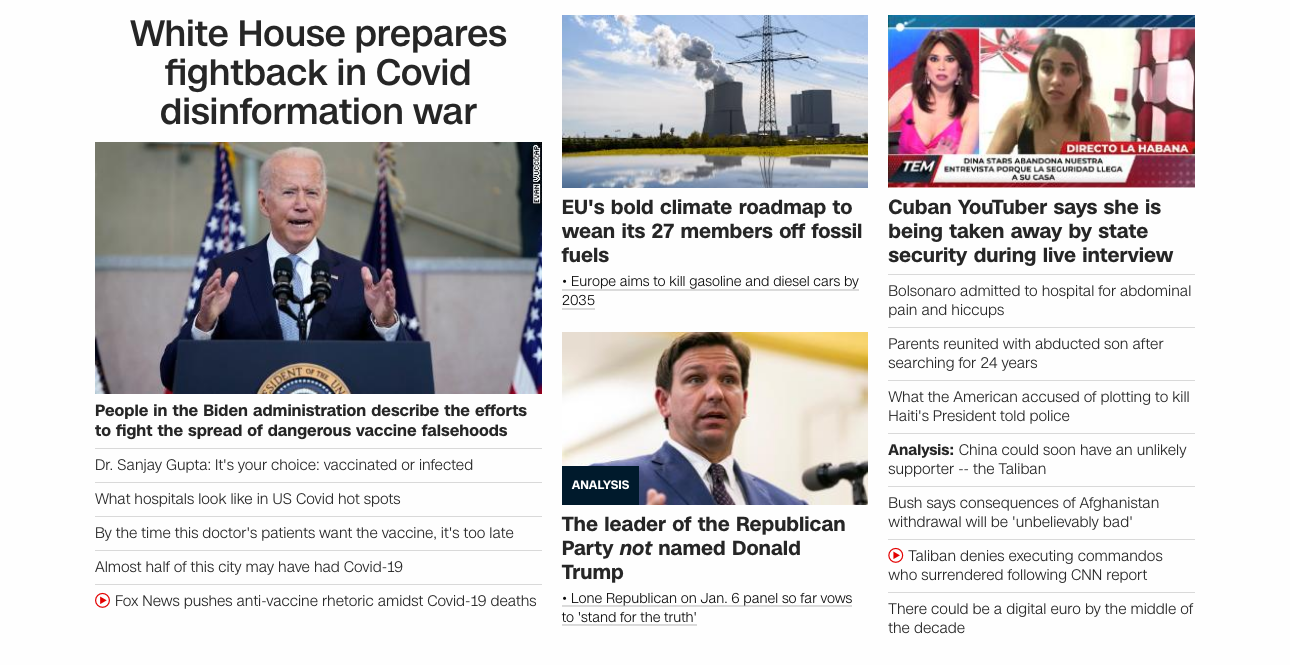 White House prepares
fightback in Covid
disinformation war
EVAN VUCCI/AP
PRESIDENT OF THE UN
People in the Biden administration describe the efforts
to fight the spread of dangerous vaccine falsehoods
Dr. Sanjay Gupta: It's your choice: vaccinated or infected
What hospitals look like in US Covid hot spots
By the time this doctor's patients want the vaccine, it's too late
Almost half of this city may have had Covid-19
Fox News pushes anti-vaccine rhetoric amidst Covid-19 deaths
EU's bold climate roadmap to
wean its 27 members off fossil
fuels
• Europe aims to kill gasoline and diesel cars by
2035
ANALYSIS
The leader of the Republican
Party not named Donald
Trump
• Lone Republican on Jan. 6 panel so far vows
to 'stand for the truth'
DIRECTO LA HABANA
TEM
DINA STARS ABANDONA NUESTRA
ENTREVISTA PORQUE LA SEGURIDAD LLEGA
A SU CASA
Cuban YouTuber says she is
being taken away by state
security during live interview
Bolsonaro admitted to hospital for abdominal
pain and hiccups
Parents reunited with abducted son after
searching for 24 years
What the American accused of plotting to kill
Haiti's President told police
Analysis: China could soon have an unlikely
supporter -- the Taliban
Bush says consequences of Afghanistan
withdrawal will be 'unbelievably bad'
Taliban denies executing commandos
who surrendered following CNN report
There could be a digital euro by the middle of
the decade